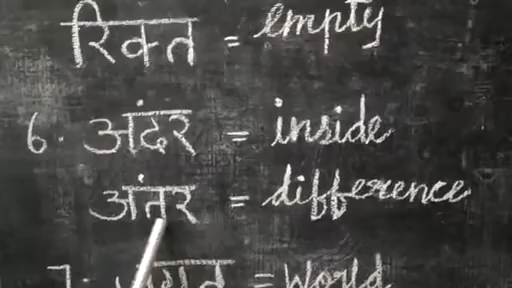 रिक्त = empty
6. अंदर = inside
अंतर = difference
7. = World